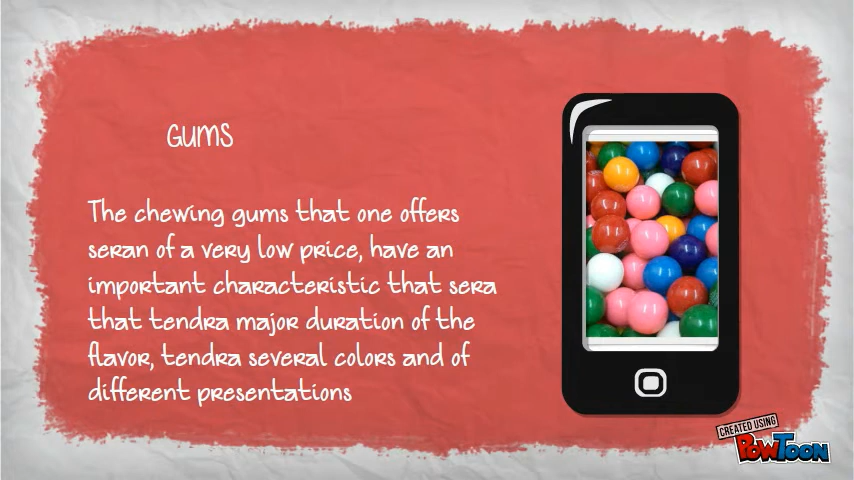 GUMS
The chewing gums that one offers
seran of a very low price, have an
important characteristic that sera
that tendra major duration of the
flavor, tendra several colors and of
different presentations
CREATED USING
POWTOON